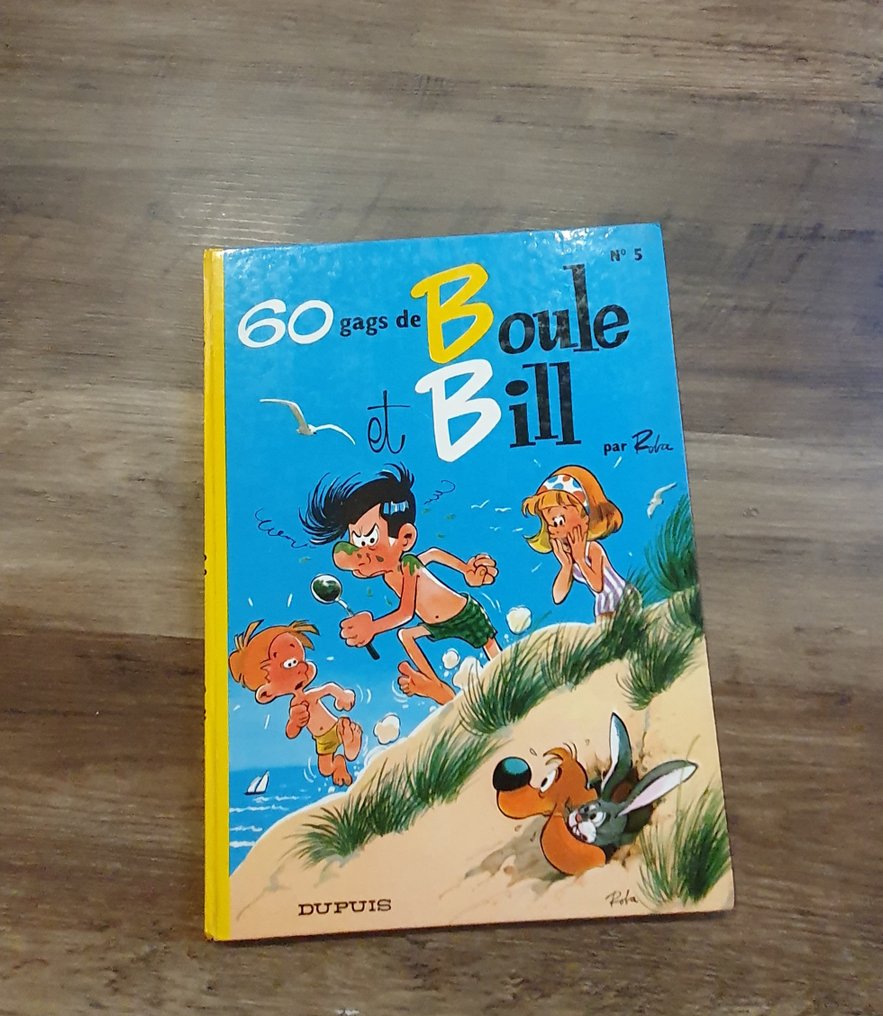 N° 5
60 gags de Boule
et Bill
par Roba
DUPUIS
Roba